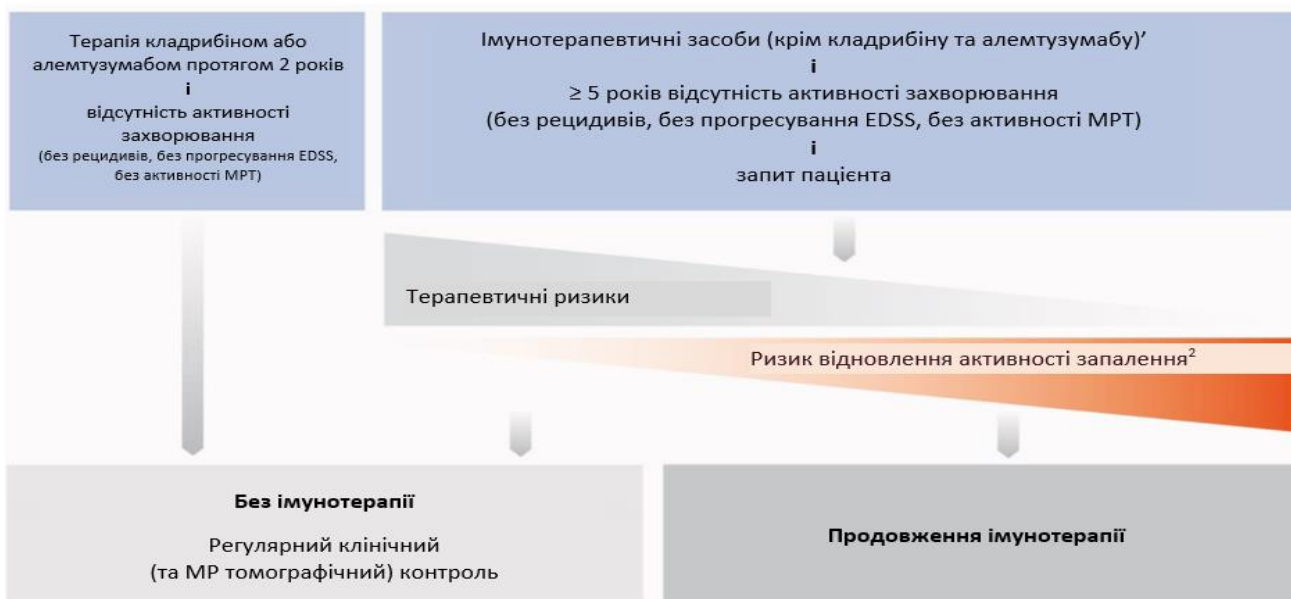 Терапія кладрибіном або
алемтузумабом протягом 2 років
і
відсутність активності
захворювання
(без рецидивів, без прогресування EDSS,
без активності МРТ)
Імунотерапевтичні засоби (крім кладрибіну та алемтузумабу)’
і
≥ 5 років відсутність активності захворювання
(без рецидивів, без прогресування EDSS, без активності МРТ)
і
запит пацієнта
Терапевтичні ризики
Ризик відновлення активності запалення²
Без імунотерапії
Регулярний клінічний
(та МР томографічний) контроль
Продовження імунотерапії